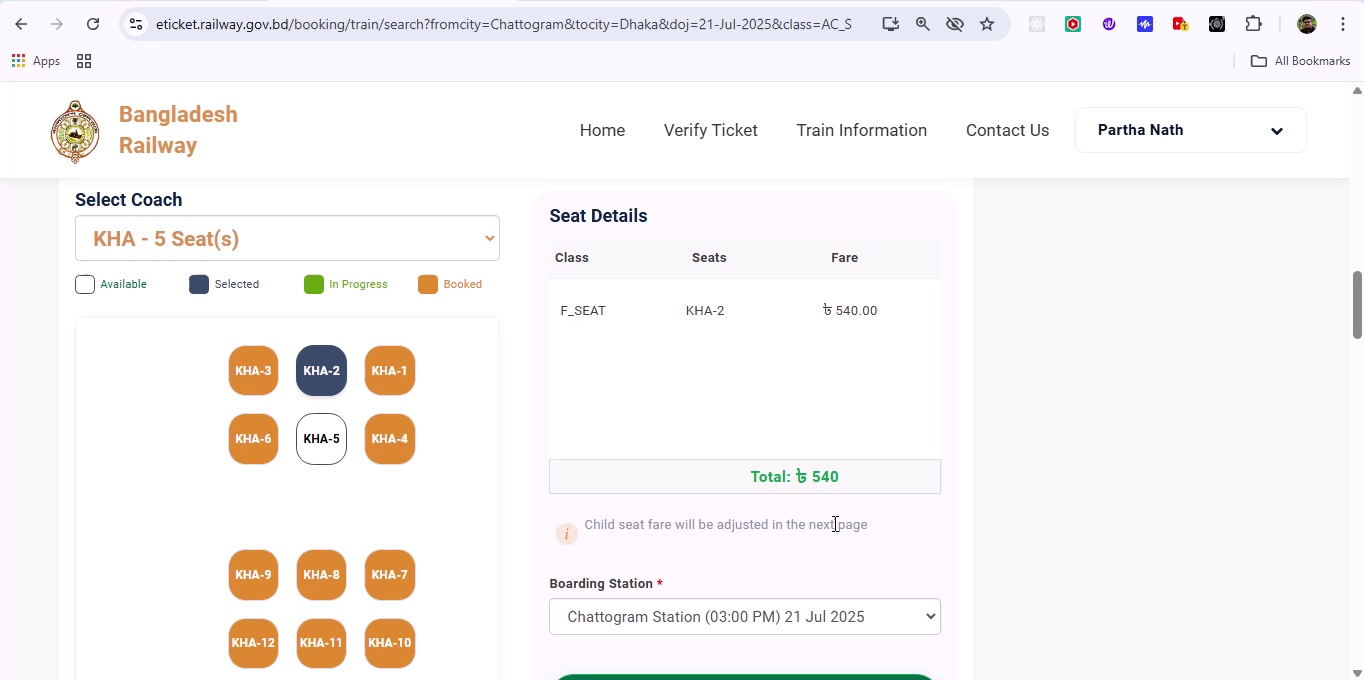 eticket.railway.gov.bd/booking/train/search?fromcity=Chattogram&tocity=Dhaka&doj=21-Jul-2025&class=AC_S
Apps
All Bookmarks
Bangladesh
Railway
Home
Verify Ticket
Train Information
Contact Us
Partha Nath
Select Coach
KHA - 5 Seat(s)
Available
Selected
In Progress
Booked
KHA-3
KHA-2
KHA-1
KHA-6
KHA-5
KHA-4
KHA-9
KHA-8
KHA-7
KHA-12
KHA-11
KHA-10
Seat Details
Class Seats Fare
F_SEAT KHA-2 ৳ 540.00
Total: ৳ 540
i Child seat fare will be adjusted in the next page
Boarding Station *
Chattogram Station (03:00 PM) 21 Jul 2025